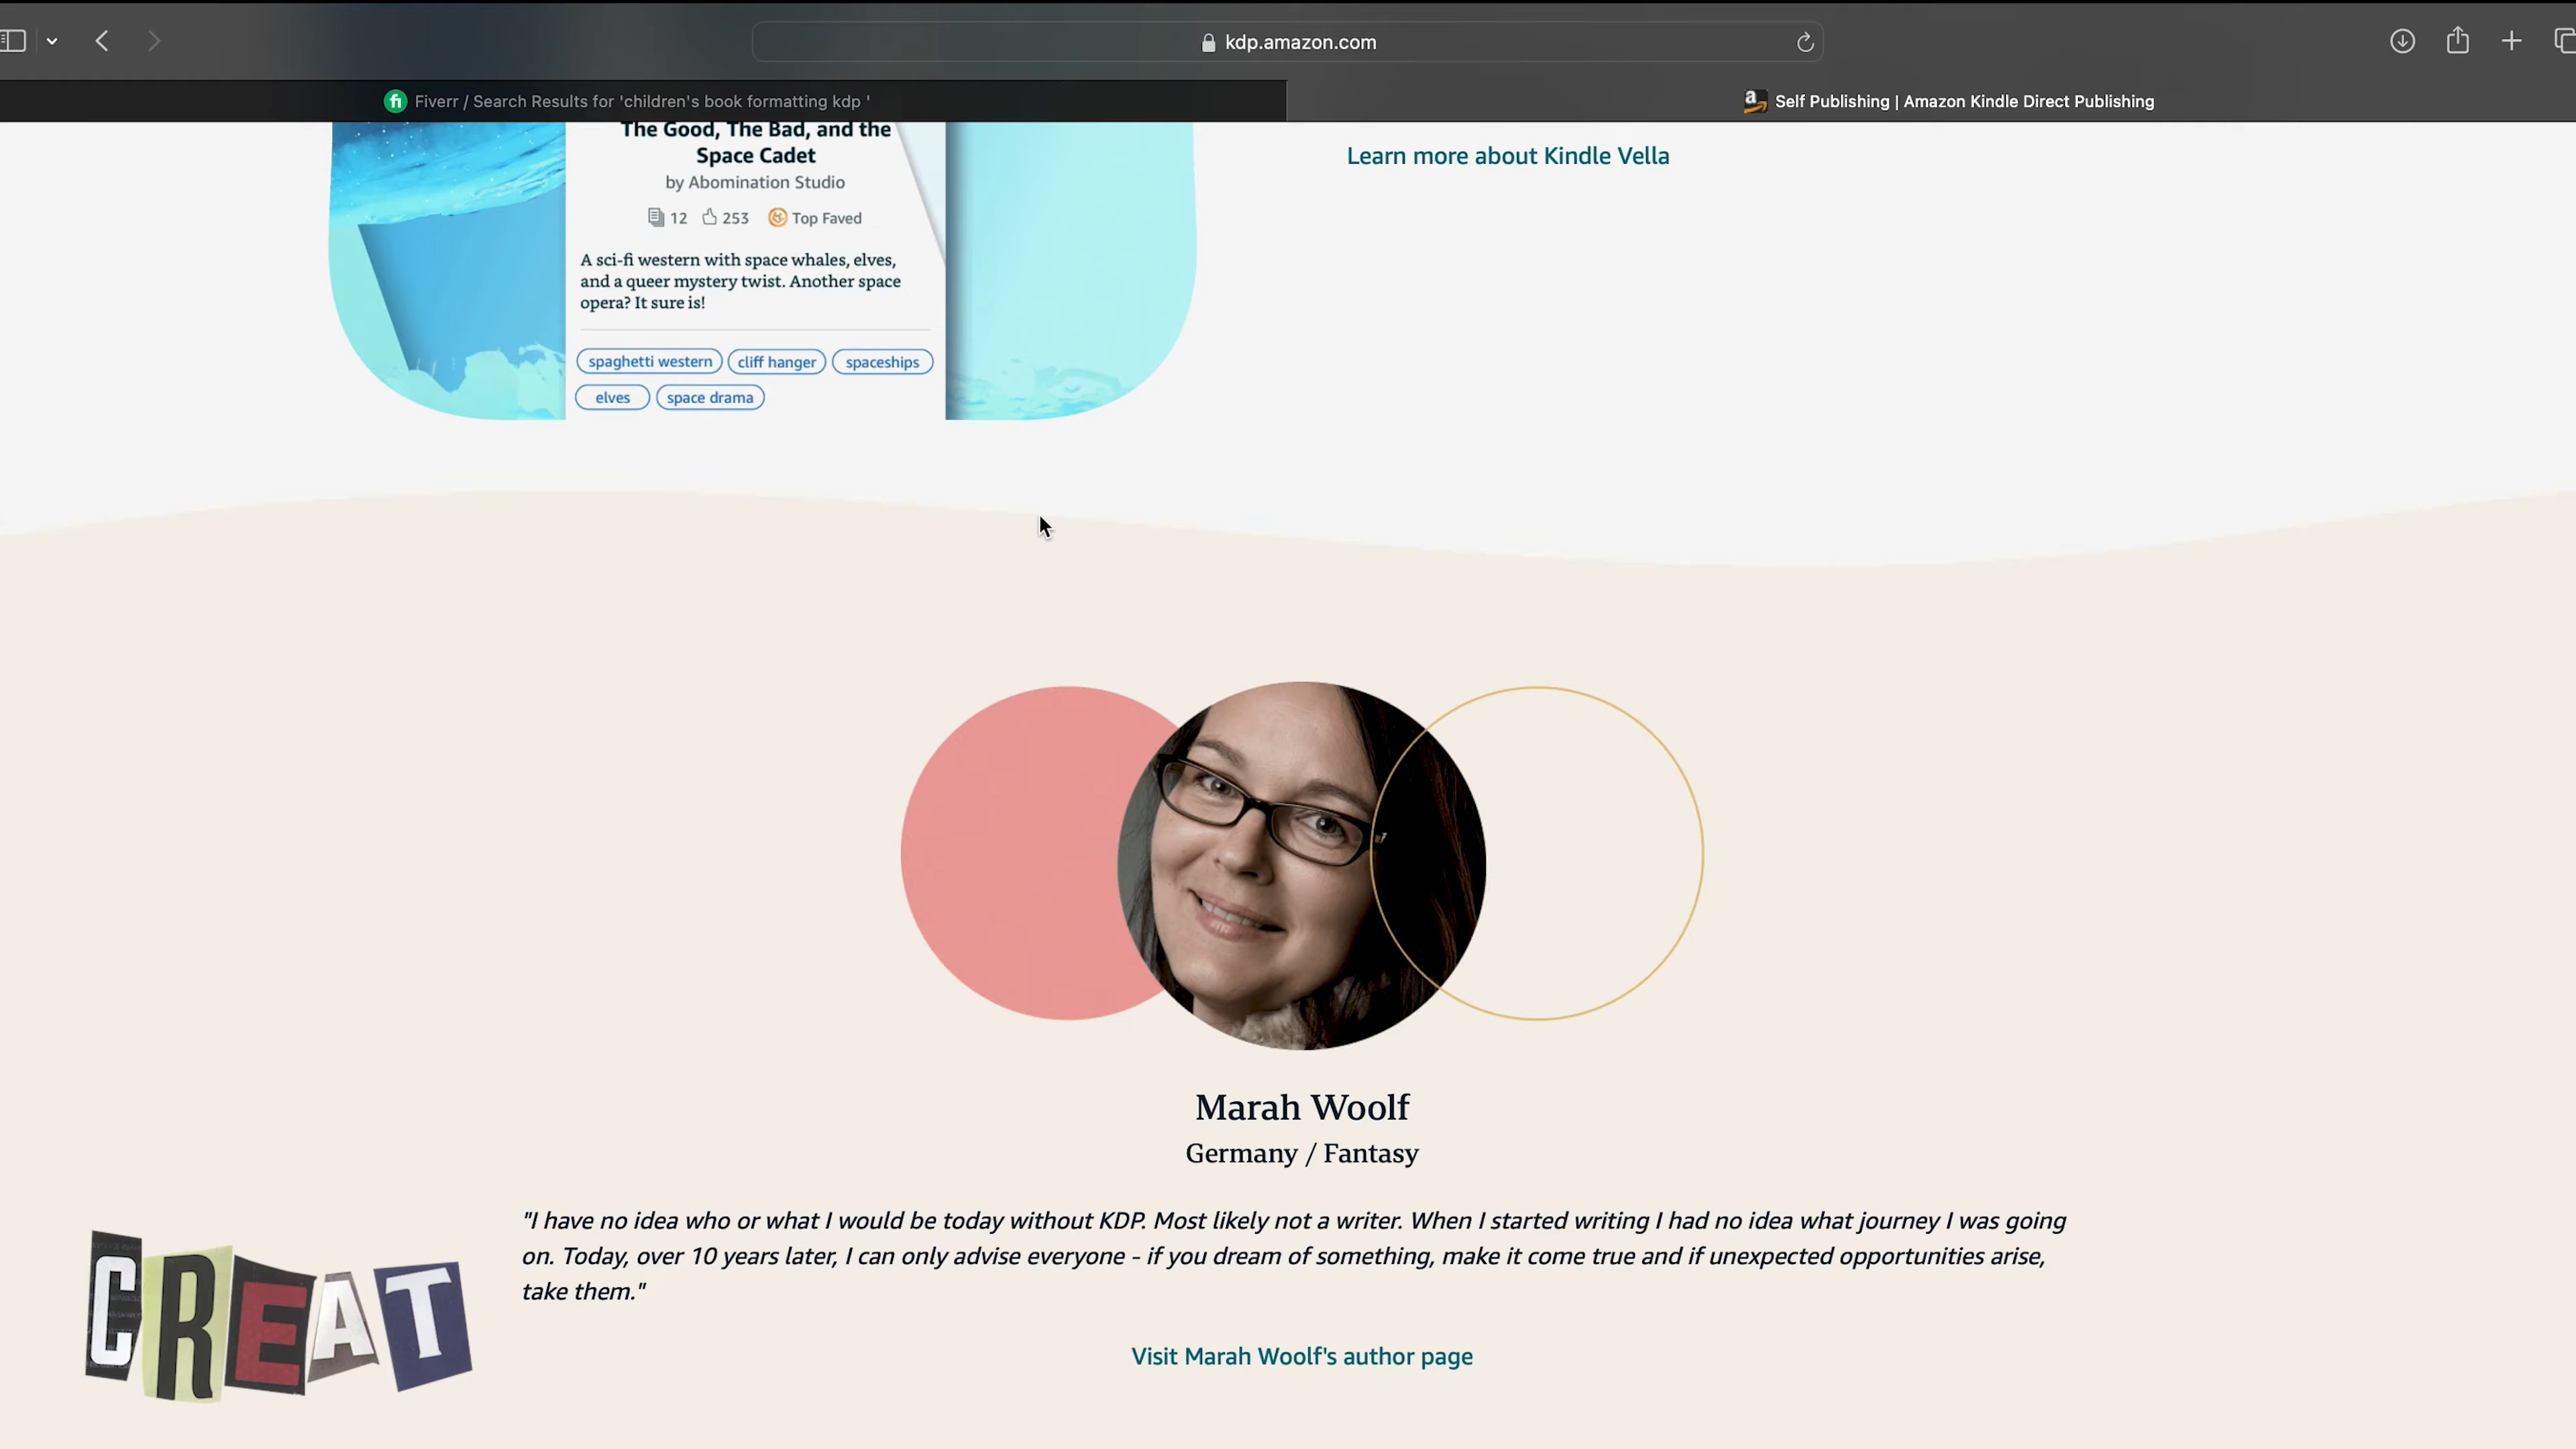 kdp.amazon.com
Fiverr / Search Results for 'children's book formatting kdp '
Self Publishing | Amazon Kindle Direct Publishing
The Good, The Bad, and the
Space Cadet
by Abomination Studio
12 253 Top Faved
A sci-fi western with space whales, elves,
and a queer mystery twist. Another space
opera? It sure is!
spaghetti western cliff hanger spaceships
elves space drama
Learn more about Kindle Vella
Marah Woolf
Germany / Fantasy
"I have no idea who or what I would be today without KDP. Most likely not a writer. When I started writing I had no idea what journey I was going
on. Today, over 10 years later, I can only advise everyone - if you dream of something, make it come true and if unexpected opportunities arise,
take them."
Visit Marah Woolf's author page
CREAT